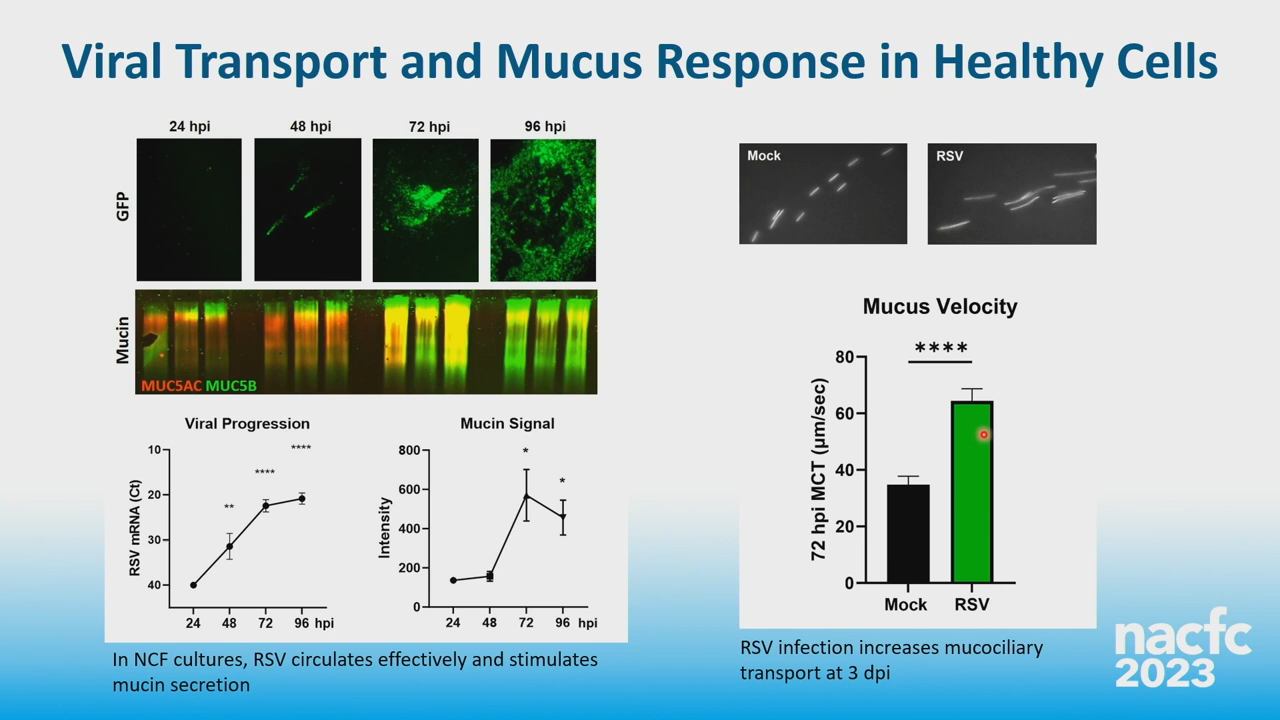 Viral Transport and Mucus Response in Healthy Cells
24 hpi 48 hpi 72 hpi 96 hpi
GFP
Mucin
MUC5AC MUC5B
Viral Progression
RSV mRNA (Ct)
10
20
30
40
**
****
****
24 48 72 96 hpi
Mucin Signal
Intensity
800
600
400
200
0
*
*
24 48 72 96 hpi
In NCF cultures, RSV circulates effectively and stimulates
mucin secretion
Mock
RSV
Mucus Velocity
****
72 hpi MCT (μm/sec)
80
60
40
20
0
Mock RSV
RSV infection increases mucociliary
transport at 3 dpi
nacfc
2023